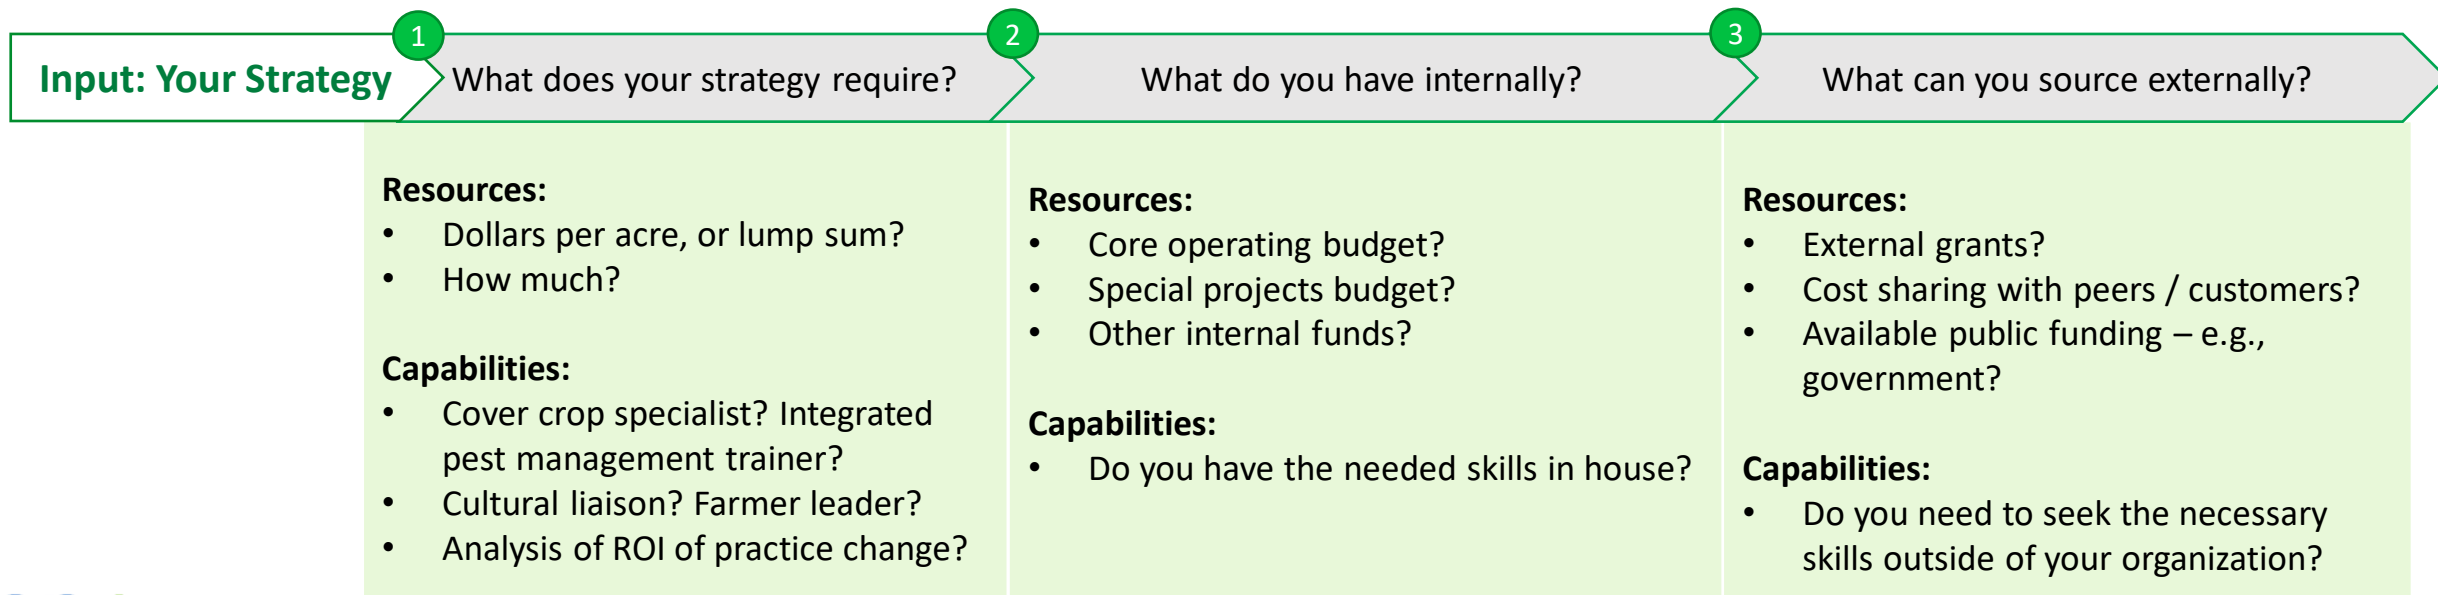 Input: Your Strategy
1
What does your strategy require?
2
What do you have internally?
3
What can you source externally?
Resources:
• Dollars per acre, or lump sum?
• How much?
Capabilities:
• Cover crop specialist? Integrated
pest management trainer?
• Cultural liaison? Farmer leader?
• Analysis of ROI of practice change?
Resources:
• Core operating budget?
• Special projects budget?
• Other internal funds?
Capabilities:
• Do you have the needed skills in house?
Resources:
• External grants?
• Cost sharing with peers / customers?
• Available public funding – e.g.,
government?
Capabilities:
• Do you need to seek the necessary
skills outside of your organization?